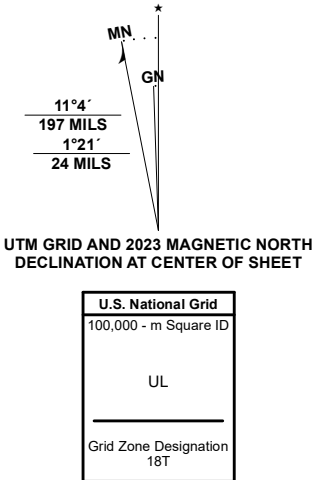 ★
MN
GN
11°4´
197 MILS
1°21´
24 MILS
UTM GRID AND 2023 MAGNETIC NORTH
DECLINATION AT CENTER OF SHEET
U.S. National Grid
100,000 - m Square ID
UL
Grid Zone Designation
18T